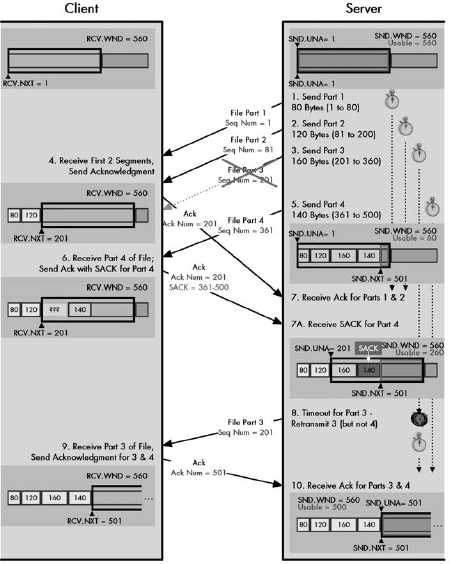 Client
Server
RCV.WND = 560
RCV.NXT = 1
SND.UNA= 1
SND.WND = 560
Usable = 560
SND.UNA= 1
1. Send Part 1
80 Bytes (1 to 80)
File Part 1
Seq Num = 1
2. Send Part 2
120 Bytes (81 to 200)
File Part 2
Seq Num = 81
3. Send Part 3
160 Bytes (201 to 360)
File Part 3
Seq Num = 201
4. Receive First 2 Segments,
Send Acknowledgment
RCV.WND = 560
80 120
RCV.NXT = 201
Ack
Ack Num = 201
5. Send Part 4
140 Bytes (361 to 500)
File Part 4
Seq Num = 361
SND.WND = 560
SND.UNA= 1
Usable = 60
80 120 160 140
SND.NXT = 501
6. Receive Part 4 of File;
Send Ack with SACK for Part 4
Ack
Ack Num = 201
SACK = 361-500
RCV.WND = 560
80 120 ??? 140
RCV.NXT = 201
7. Receive Ack for Parts 1 & 2
7A. Receive SACK for Part 4
SND.UNA= 201
SACK
SND.WND = 560
Usable = 260
80 120 160 140
SND.NXT = 501
8. Timeout for Part 3 -
Retransmit 3 (but not 4)
File Part 3
Seq Num = 201
9. Receive Part 3 of File,
Send Acknowledgment for 3 & 4
Ack
Ack Num = 501
RCV.WND = 560
80 120 160 140 ...
RCV.NXT = 501
10. Receive Ack for Parts 3 & 4
SND.WND = 560
Usable = 500
SND.UNA= 501
80 120 160 140 ...
SND.NXT = 501